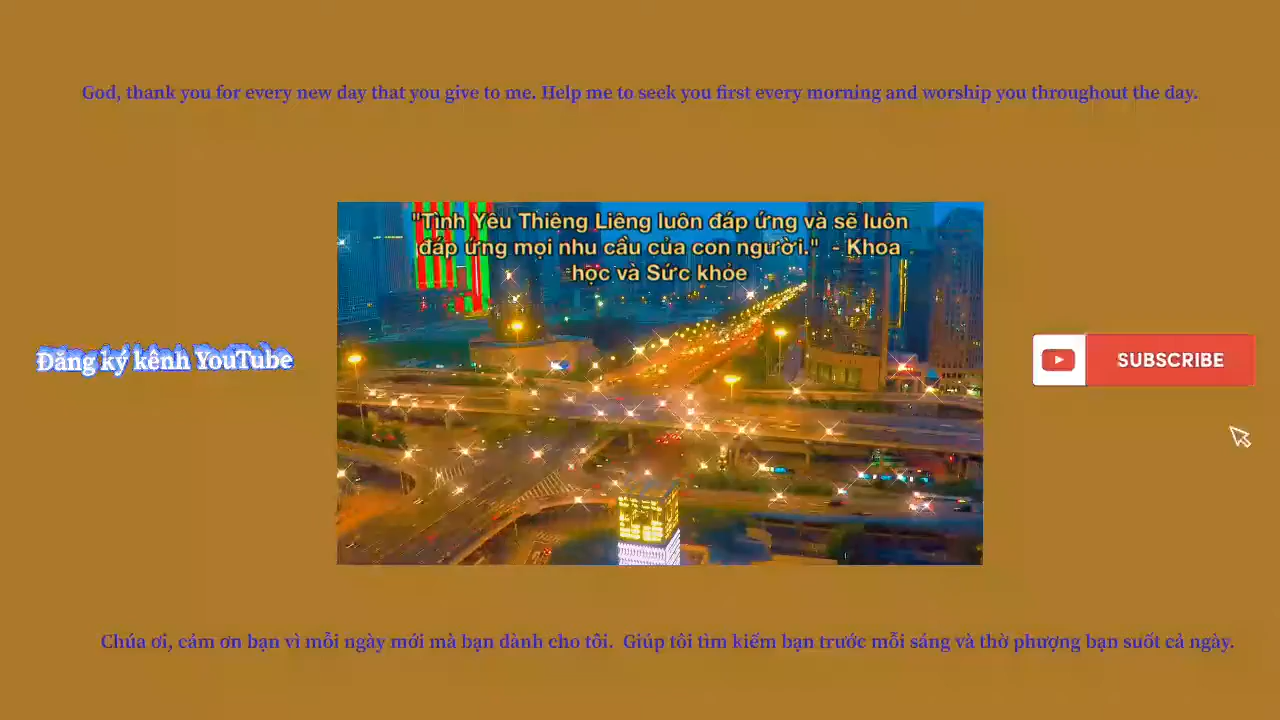 God, thank you for every new day that you give to me. Help me to seek you first every morning and worship you throughout the day.
"Tình Yêu Thiêng Liêng luôn đáp ứng và sẽ luôn
đáp ứng mọi nhu cầu của con người." - Khoa
học và Sức khỏe
Đăng ký kênh YouTube
SUBSCRIBE
Chúa ơi, cảm ơn bạn vì mỗi ngày mới mà bạn dành cho tôi. Giúp tôi tìm kiếm bạn trước mỗi sáng và thờ phượng bạn suốt cả ngày.